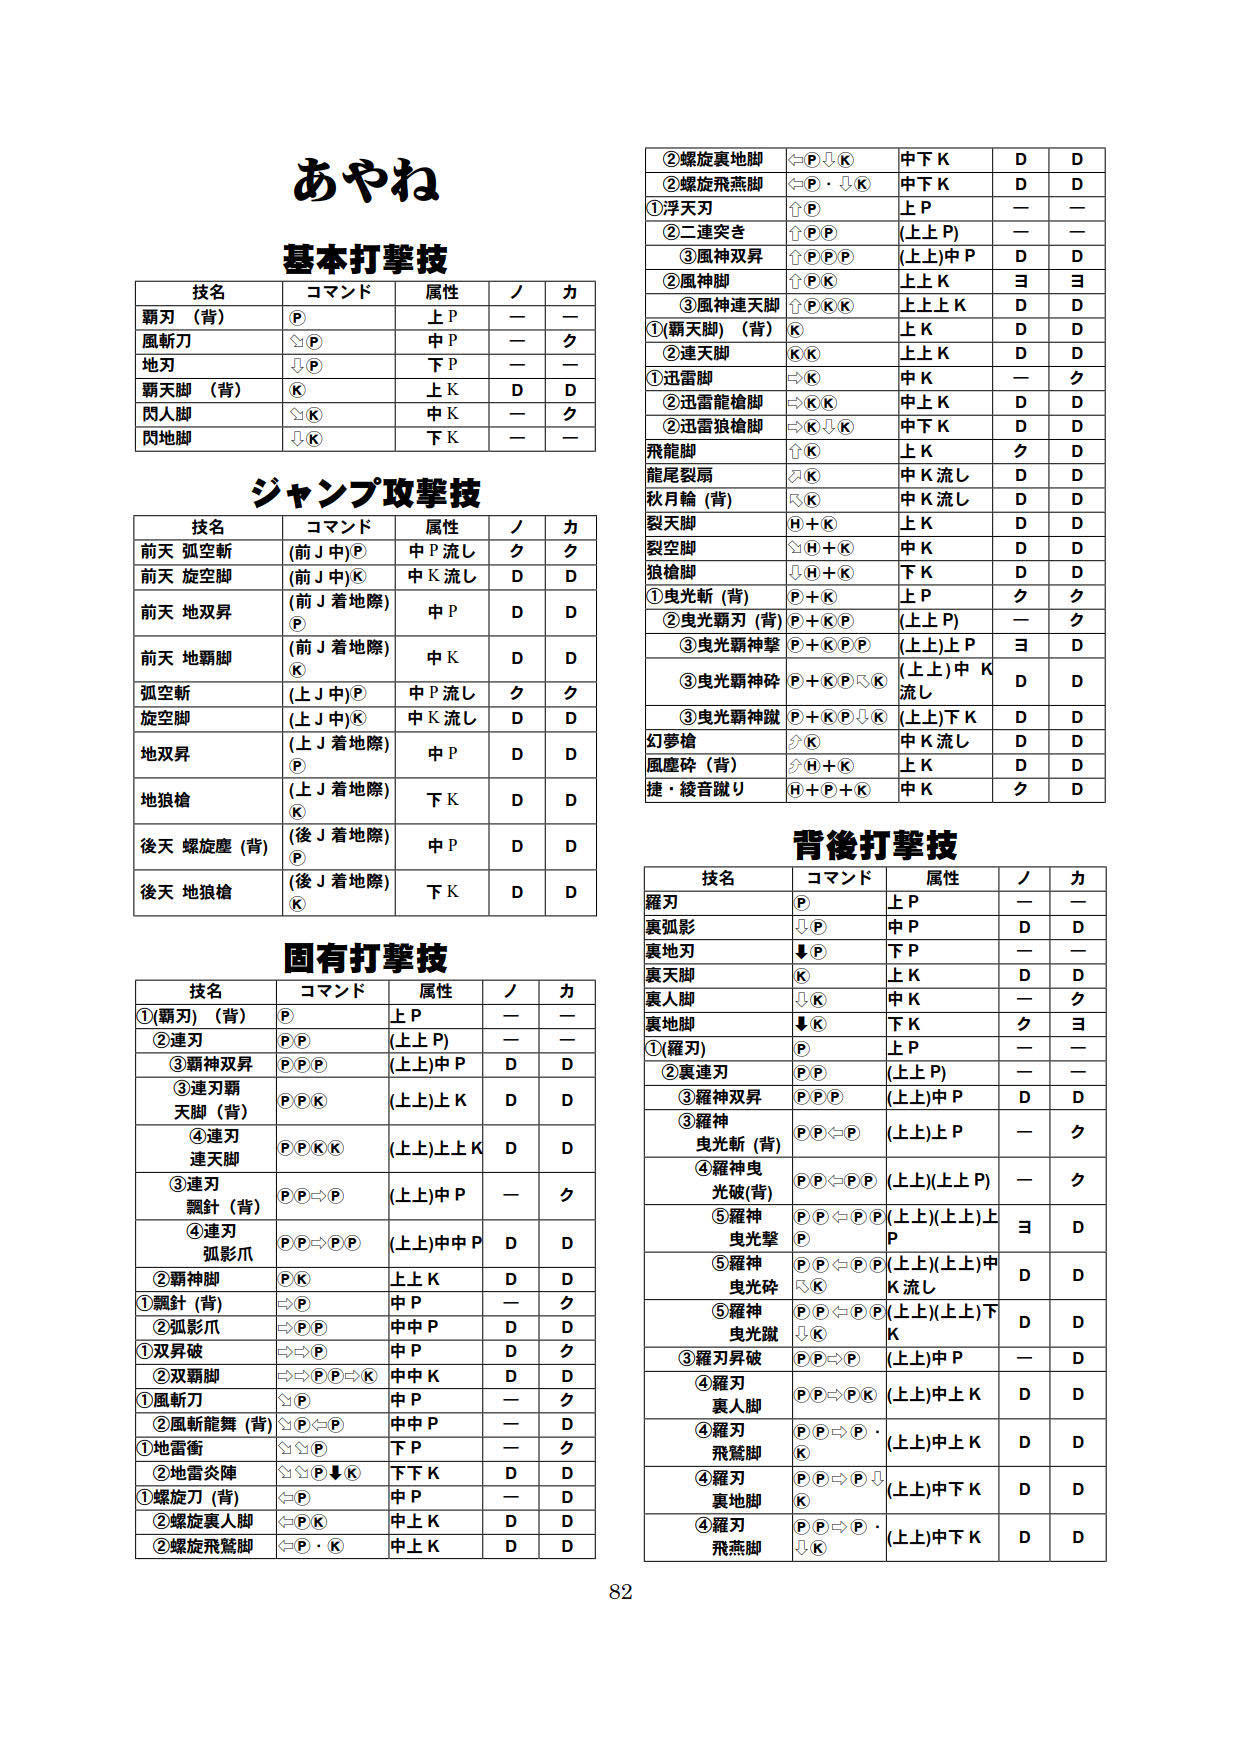 あやね
基本打撃技
技名 コマンド 属性 ノ カ
覇刃 （背） Ⓟ 上 P ― ―
風斬刀 ⇘Ⓟ 中 P ― ク
地刃 ⇩Ⓟ 下 P ― ―
覇天脚 （背） Ⓚ 上 K D D
閃人脚 ⇘Ⓚ 中 K ― ク
閃地脚 ⇩Ⓚ 下 K ― ―
ジャンプ攻撃技
技名 コマンド 属性 ノ カ
前天 弧空斬 (前 J 中)Ⓟ 中 P 流し ク ク
前天 旋空脚 (前 J 中)Ⓚ 中 K 流し D D
前天 地双昇 (前 J 着地際)Ⓟ 中 P D D
前天 地覇脚 (前 J 着地際)Ⓚ 中 K D D
弧空斬 (上 J 中)Ⓟ 中 P 流し ク ク
旋空脚 (上 J 中)Ⓚ 中 K 流し D D
地双昇 (上 J 着地際)Ⓟ 中 P D D
地狼槍 (上 J 着地際)Ⓚ 下 K D D
後天 螺旋塵 (背) (後 J 着地際)Ⓟ 中 P D D
後天 地狼槍 (後 J 着地際)Ⓚ 下 K D D
固有打撃技
技名 コマンド 属性 ノ カ
①(覇刃) （背） Ⓟ 上 P ― ―
②連刃 ⓅⓅ (上上 P) ― ―
③覇神双昇 ⓅⓅⓅ (上上)中 P D D
③連刃覇天脚（背） ⓅⓅⓀ (上上)上 K D D
④連刃連天脚 ⓅⓅⓀⓀ (上上)上上 K D D
③連刃飄針（背） ⓅⓅ⇨Ⓟ (上上)中 P ― ク
④連刃弧影爪 ⓅⓅ⇨ⓅⓅ (上上)中中 P D D
②覇神脚 ⓅⓀ 上上 K D D
①飄針 (背) ⇨Ⓟ 中 P ― ク
②弧影爪 ⇨ⓅⓅ 中中 P D D
①双昇破 ⇨⇨Ⓟ 中 P D ク
②双覇脚 ⇨⇨ⓅⓅ⇨Ⓚ 中中 K D D
①風斬刀 ⇘Ⓟ 中 P ― ク
②風斬龍舞 (背) ⇘Ⓟ⇦Ⓟ 中中 P ― D
①地雷衝 ⇘⇘Ⓟ 下 P ― ク
②地雷炎陣 ⇘⇘Ⓟ⬇Ⓚ 下下 K D D
①螺旋刀 (背) ⇦Ⓟ 中 P ― D
②螺旋裏人脚 ⇦ⓅⓀ 中上 K D D
②螺旋飛鷲脚 ⇦Ⓟ・Ⓚ 中上 K D D
②螺旋裏地脚 ⇦Ⓟ⇩Ⓚ 中下 K D D
②螺旋飛燕脚 ⇦Ⓟ・⇩Ⓚ 中下 K D D
①浮天刃 ⇧Ⓟ 上 P ― ―
②二連突き ⇧ⓅⓅ (上上 P) ― ―
③風神双昇 ⇧ⓅⓅⓅ (上上)中 P D D
②風神脚 ⇧ⓅⓀ 上上 K ヨ ヨ
③風神連天脚 ⇧ⓅⓀⓀ 上上上 K D D
①(覇天脚) （背） Ⓚ 上 K D D
②連天脚 ⓀⓀ 上上 K D D
①迅雷脚 ⇨Ⓚ 中 K ― ク
②迅雷龍槍脚 ⇨ⓀⓀ 中上 K D D
②迅雷狼槍脚 ⇨Ⓚ⇩Ⓚ 中下 K D D
飛龍脚 ⇧Ⓚ 上 K ク D
龍尾裂扇 ⇗Ⓚ 中 K 流し D D
秋月輪 (背) ⇖Ⓚ 中 K 流し D D
裂天脚 Ⓗ＋Ⓚ 上 K D D
裂空脚 ⇘Ⓗ＋Ⓚ 中 K D D
狼槍脚 ⇩Ⓗ＋Ⓚ 下 K D D
①曳光斬 (背) Ⓟ＋Ⓚ 上 P ク ク
②曳光覇刃 (背) Ⓟ＋ⓀⓅ (上上 P) ― ク
③曳光覇神撃 Ⓟ＋ⓀⓅⓅ (上上)上 P ヨ D
③曳光覇神砕 Ⓟ＋ⓀⓅ⇖Ⓚ (上上)中 K 流し D D
③曳光覇神蹴 Ⓟ＋ⓀⓅ⇩Ⓚ (上上)下 K D D
幻夢槍 ⤴Ⓚ 中 K 流し D D
風塵砕（背） ⤴Ⓗ＋Ⓚ 上 K D D
捷・綾音蹴り Ⓗ＋Ⓟ＋Ⓚ 中 K ク D
背後打撃技
技名 コマンド 属性 ノ カ
羅刃 Ⓟ 上 P ― ―
裏弧影 ⇩Ⓟ 中 P D D
裏地刃 ⬇Ⓟ 下 P ― ―
裏天脚 Ⓚ 上 K D D
裏人脚 ⇩Ⓚ 中 K ― ク
裏地脚 ⬇Ⓚ 下 K ク ヨ
①(羅刃) Ⓟ 上 P ― ―
②裏連刃 ⓅⓅ (上上 P) ― ―
③羅神双昇 ⓅⓅⓅ (上上)中 P D D
③羅神曳光斬 (背) ⓅⓅ⇦Ⓟ (上上)上 P ― ク
④羅神曳光破(背) ⓅⓅ⇦ⓅⓅ (上上)(上上 P) ― ク
⑤羅神曳光撃 ⓅⓅ⇦ⓅⓅⓅ (上上)(上上)上 P ヨ D
⑤羅神曳光砕 ⓅⓅ⇦ⓅⓅ⇖Ⓚ (上上)(上上)中 K 流し D D
⑤羅神曳光蹴 ⓅⓅ⇦ⓅⓅ⇩Ⓚ (上上)(上上)下 K D D
③羅刃昇破 ⓅⓅ⇨Ⓟ (上上)中 P ― D
④羅刃裏人脚 ⓅⓅ⇨ⓅⓀ (上上)中上 K D D
④羅刃飛鷲脚 ⓅⓅ⇨Ⓟ・Ⓚ (上上)中上 K D D
④羅刃裏地脚 ⓅⓅ⇨Ⓟ⇩Ⓚ (上上)中下 K D D
④羅刃飛燕脚 ⓅⓅ⇨Ⓟ・⇩Ⓚ (上上)中下 K D D
82